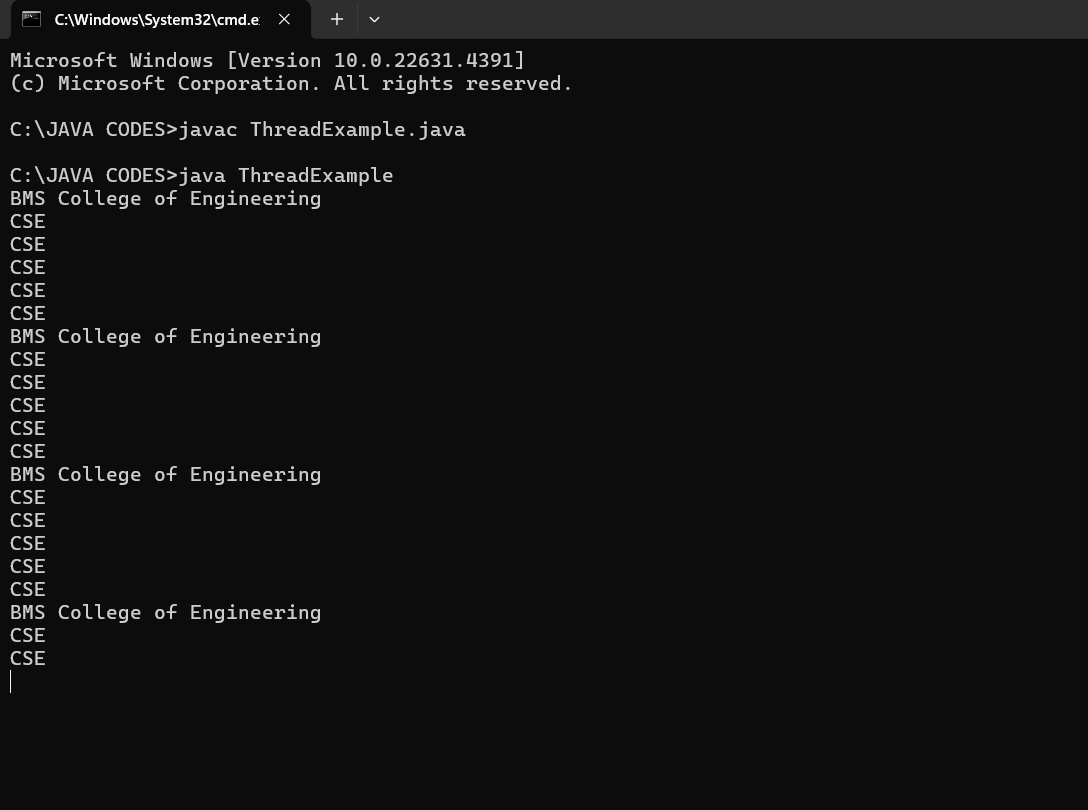 C:\Windows\System32\cmd.e
Microsoft Windows [Version 10.0.22631.4391]
(c) Microsoft Corporation. All rights reserved.
C:\JAVA CODES>javac ThreadExample.java
C:\JAVA CODES>java ThreadExample
BMS College of Engineering
CSE
CSE
CSE
CSE
CSE
BMS College of Engineering
CSE
CSE
CSE
CSE
CSE
BMS College of Engineering
CSE
CSE
CSE
CSE
CSE
BMS College of Engineering
CSE
CSE